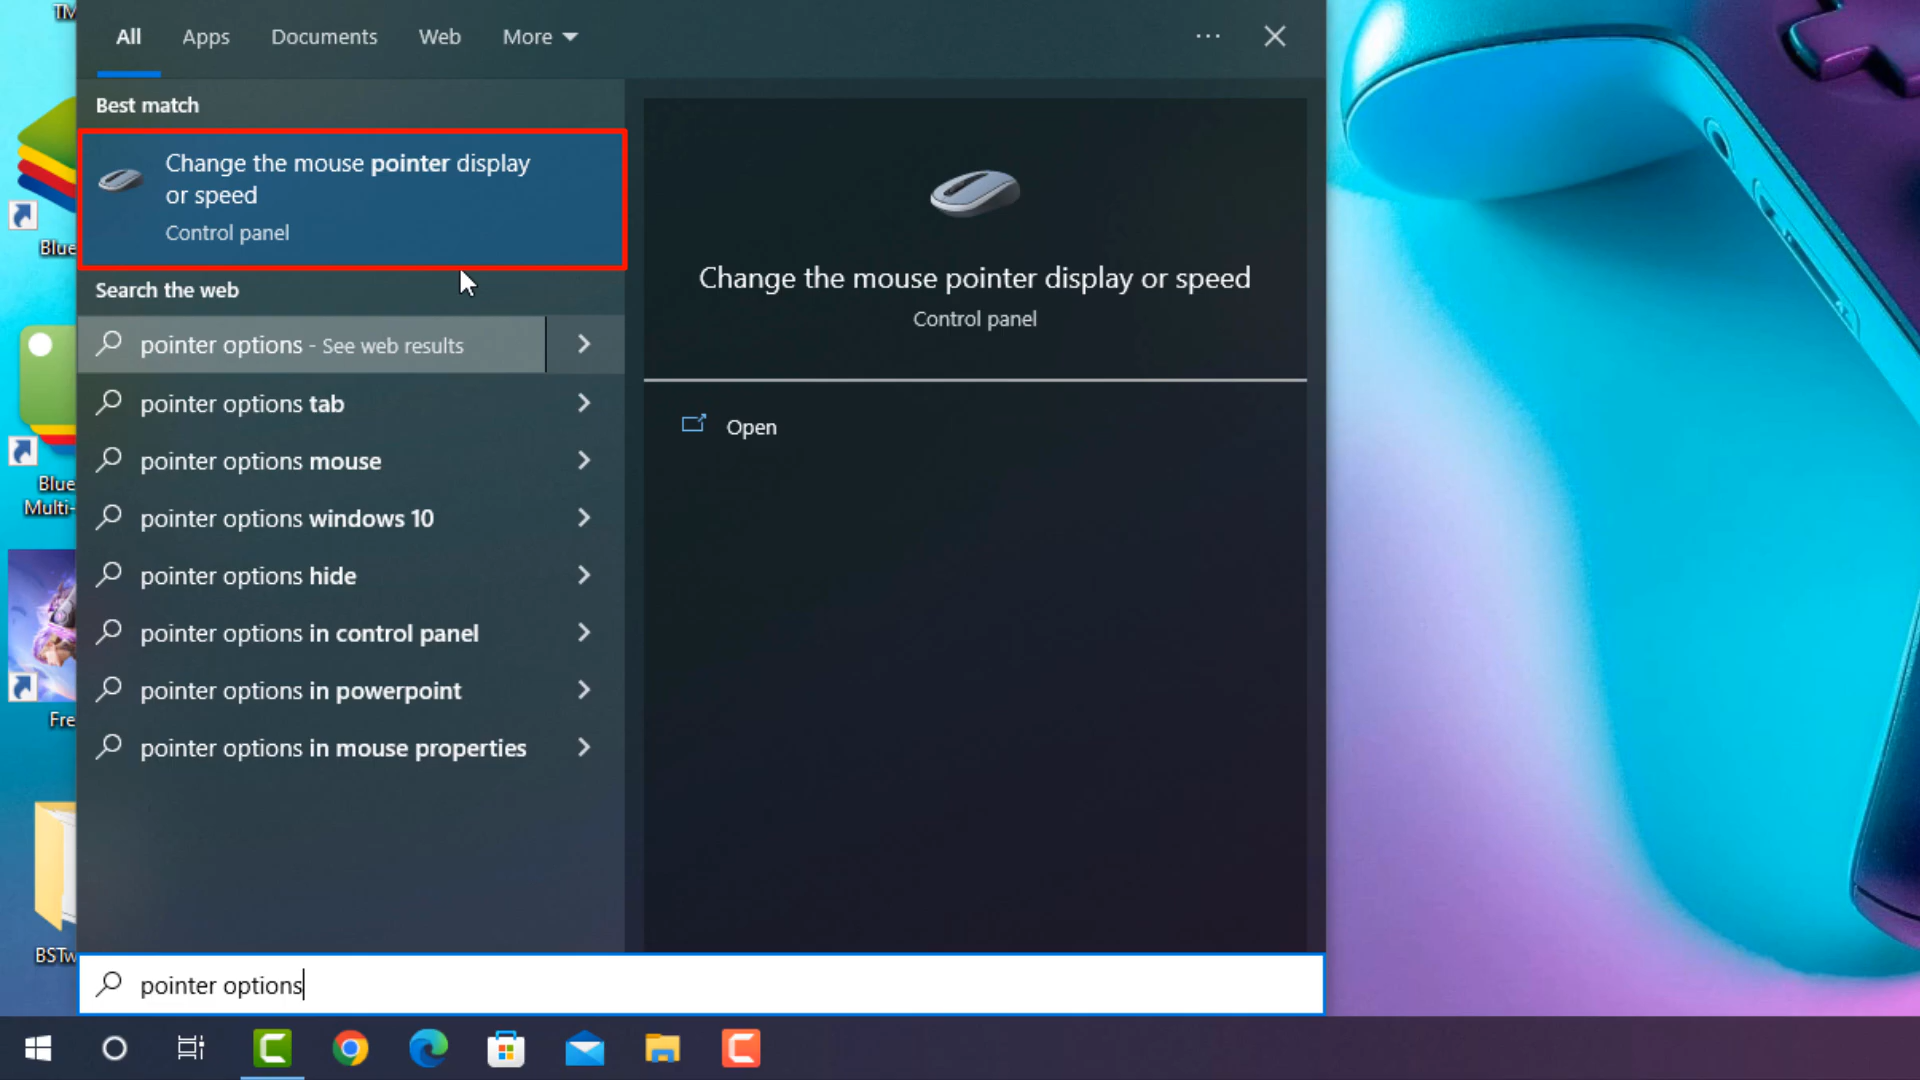 TM
All
Apps
Documents
Web
More
Best match
Change the mouse pointer display
or speed
Control panel
Search the web
pointer options - See web results
pointer options tab
pointer options mouse
pointer options windows 10
pointer options hide
pointer options in control panel
pointer options in powerpoint
pointer options in mouse properties
Change the mouse pointer display or speed
Control panel
Open
Blue
Blue
Multi-
Fre
BSTw
pointer options